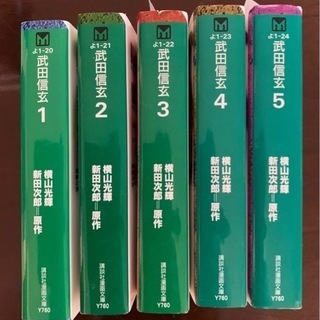 よ1-20
武田信玄
1
横山光輝
新田次郎=原作
講談社漫画文庫
Y760
よ1-21
武田信玄
2
横山光輝
新田次郎=原作
講談社漫画文庫
Y760
よ1-22
武田信玄
3
横山光輝
新田次郎=原作
講談社漫画文庫
Y760
よ1-23
武田信玄
4
横山光輝
新田次郎=原作
講談社漫画文庫
Y760
よ1-24
武田信玄
5
横山光輝
新田次郎=原作
講談社漫画文庫
Y760